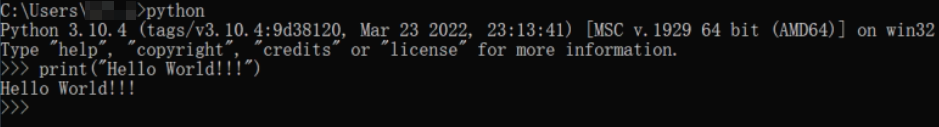 C:\Users\>python
Python 3.10.4 (tags/v3.10.4:9d38120, Mar 23 2022, 23:13:41) [MSC v.1929 64 bit (AMD64)] on win32
Type "help", "copyright", "credits" or "license" for more information.
>>> print("Hello World!!!")
Hello World!!!
>>>